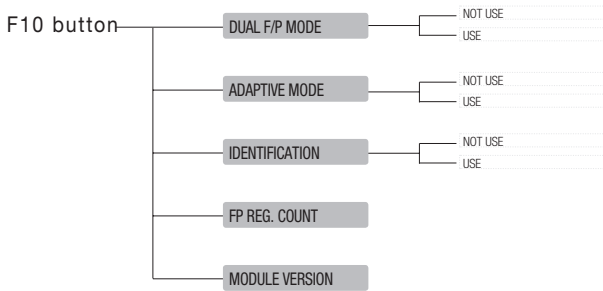 F10 button
DUAL F/P MODE
NOT USE
USE
ADAPTIVE MODE
NOT USE
USE
IDENTIFICATION
NOT USE
USE
FP REG. COUNT
MODULE VERSION